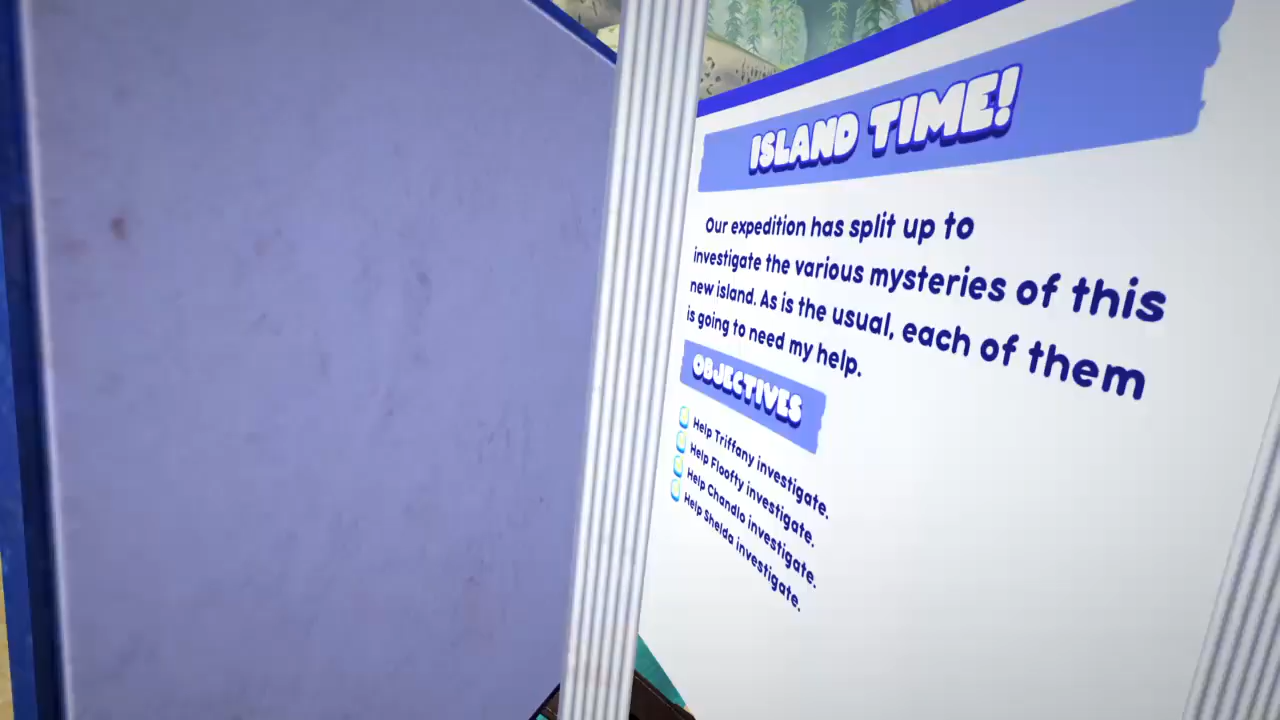 ISLAND TIME!
Our expedition has split up to
investigate the various mysteries of this
new island. As is the usual, each of them
is going to need my help.
OBJECTIVES
Help Triffany investigate.
Help Floofty investigate.
Help Chandlo investigate.
Help Shelda investigate.